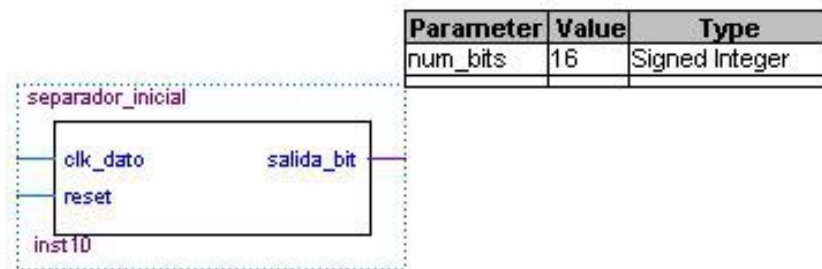 Parameter Value Type
num_bits 16 Signed Integer
separador_inicial
clk_dato salida_bit
reset
inst10